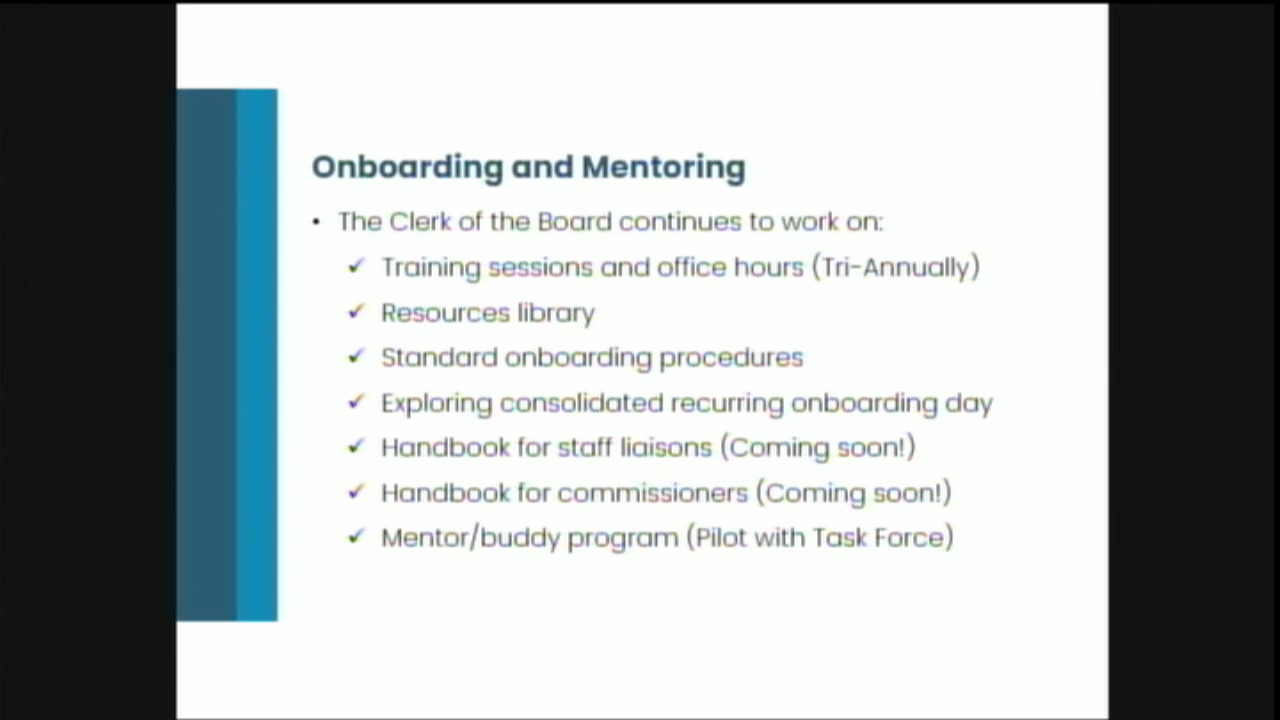 Onboarding and Mentoring
• The Clerk of the Board continues to work on:
✓ Training sessions and office hours (Tri-Annually)
✓ Resources library
✓ Standard onboarding procedures
✓ Exploring consolidated recurring onboarding day
✓ Handbook for staff liaisons (Coming soon!)
✓ Handbook for commissioners (Coming soon!)
✓ Mentor/buddy program (Pilot with Task Force)